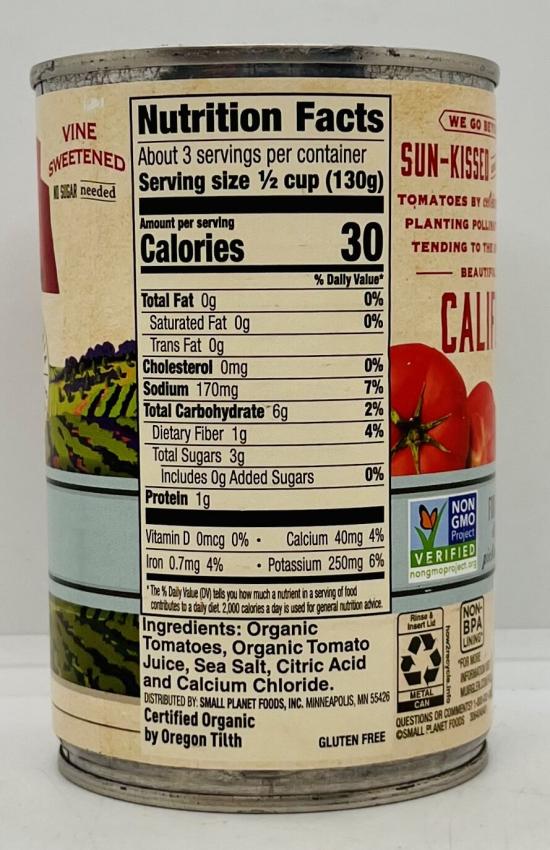 VINE
SWEETENED
NO SUGAR needed
Nutrition Facts
About 3 servings per container
Serving size ½ cup (130g)
Amount per serving
Calories 30
% Daily Value*
Total Fat 0g 0%
Saturated Fat 0g 0%
Trans Fat 0g
Cholesterol 0mg 0%
Sodium 170mg 7%
Total Carbohydrate 6g 2%
Dietary Fiber 1g 4%
Total Sugars 3g
Includes 0g Added Sugars 0%
Protein 1g
Vitamin D 0mcg 0% • Calcium 40mg 4%
Iron 0.7mg 4% • Potassium 250mg 6%
*The % Daily Value (DV) tells you how much a nutrient in a serving of food
contributes to a daily diet. 2,000 calories a day is used for general nutrition advice.
Ingredients: Organic
Tomatoes, Organic Tomato
Juice, Sea Salt, Citric Acid
and Calcium Chloride.
DISTRIBUTED BY: SMALL PLANET FOODS, INC. MINNEAPOLIS, MN 55426
Certified Organic
by Oregon Tilth
GLUTEN FREE
WE GO
SUN-KISSED
TOMATOES BY
PLANTING
TENDING TO THE
CALIF
NON
GMO
Project
VERIFIED
nongmoproject.org
Rinse &
Insert Lid
how2recycle.info
METAL
CAN
NON-
BPA
LINING*
*FOR MORE
QUESTIONS OR COMMENTS?
©SMALL PLANET FOODS